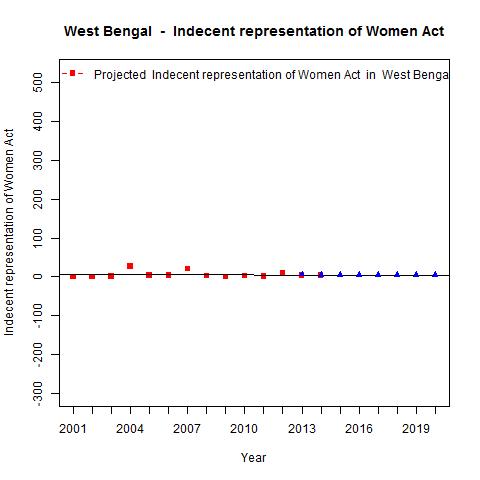 West Bengal - Indecent representation of Women Act
Projected Indecent representation of Women Act in West Benga
Indecent representation of Women Act
500
400
300
200
100
0
-100
-200
-300
2001 2004 2007 2010 2013 2016 2019
Year